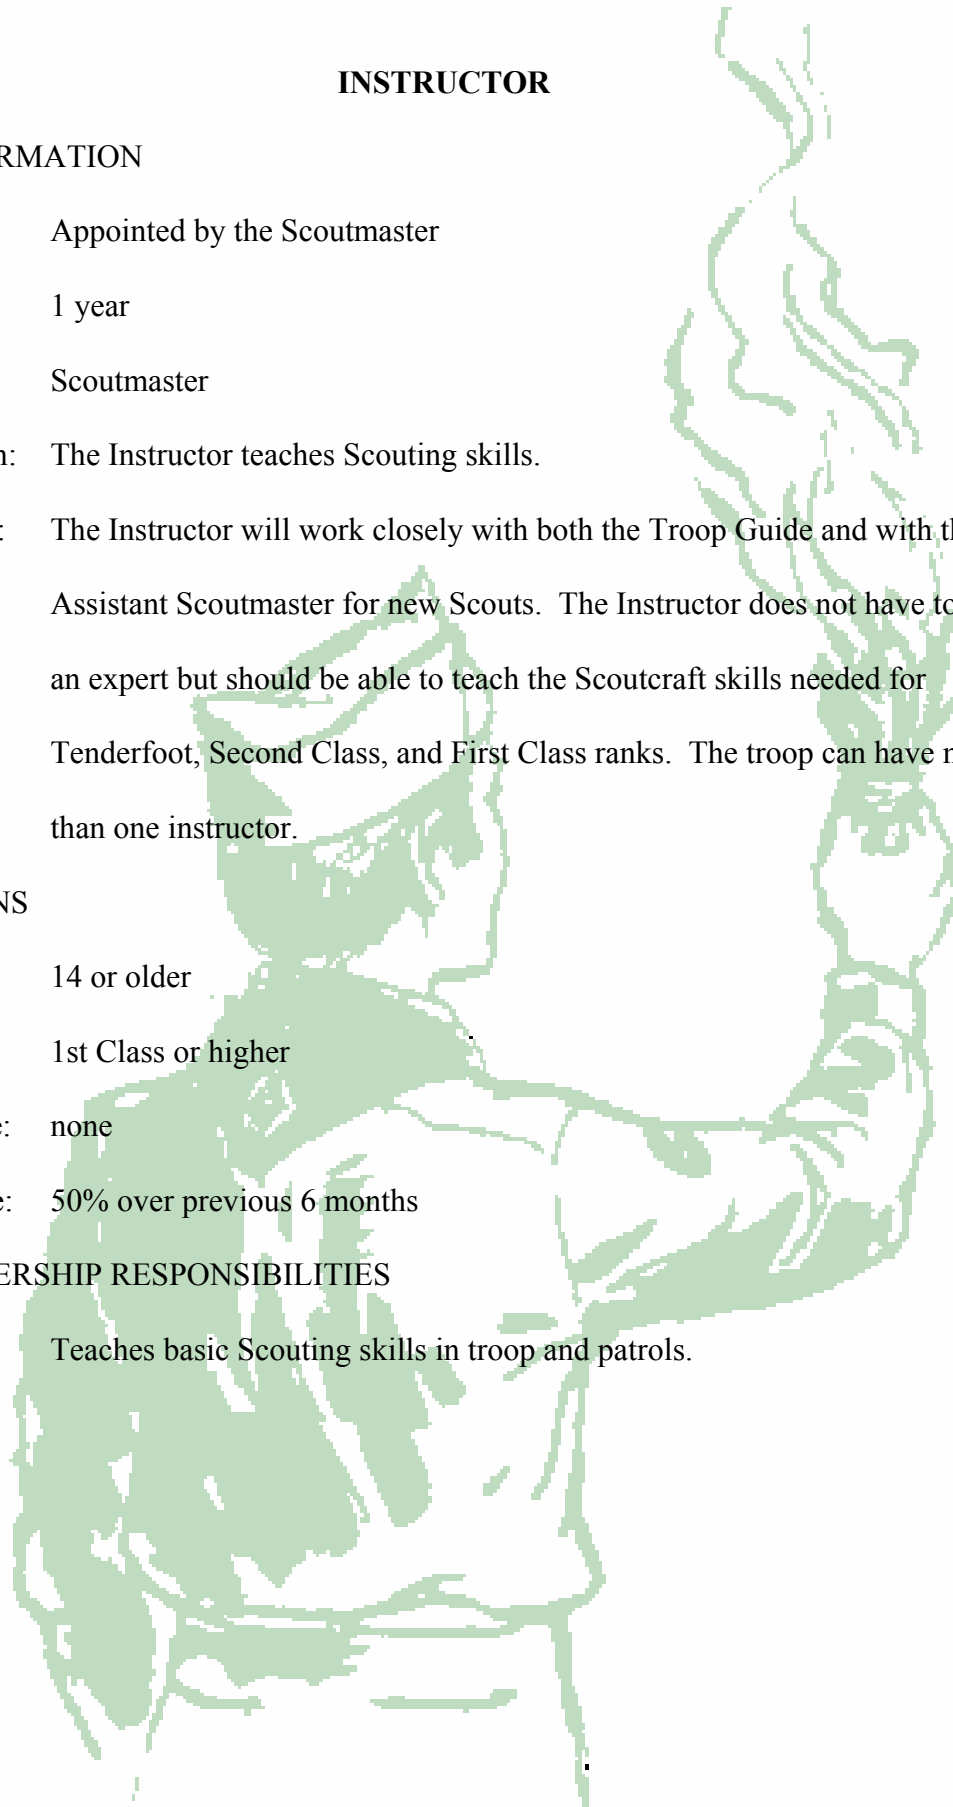 INSTRUCTOR
RMATION
Appointed by the Scoutmaster
1 year
Scoutmaster
n: The Instructor teaches Scouting skills.
: The Instructor will work closely with both the Troop Guide and with th
Assistant Scoutmaster for new Scouts. The Instructor does not have to
an expert but should be able to teach the Scoutcraft skills needed for
Tenderfoot, Second Class, and First Class ranks. The troop can have m
than one instructor.
NS
14 or older
1st Class or higher
e: none
e: 50% over previous 6 months
ERSHIP RESPONSIBILITIES
Teaches basic Scouting skills in troop and patrols.